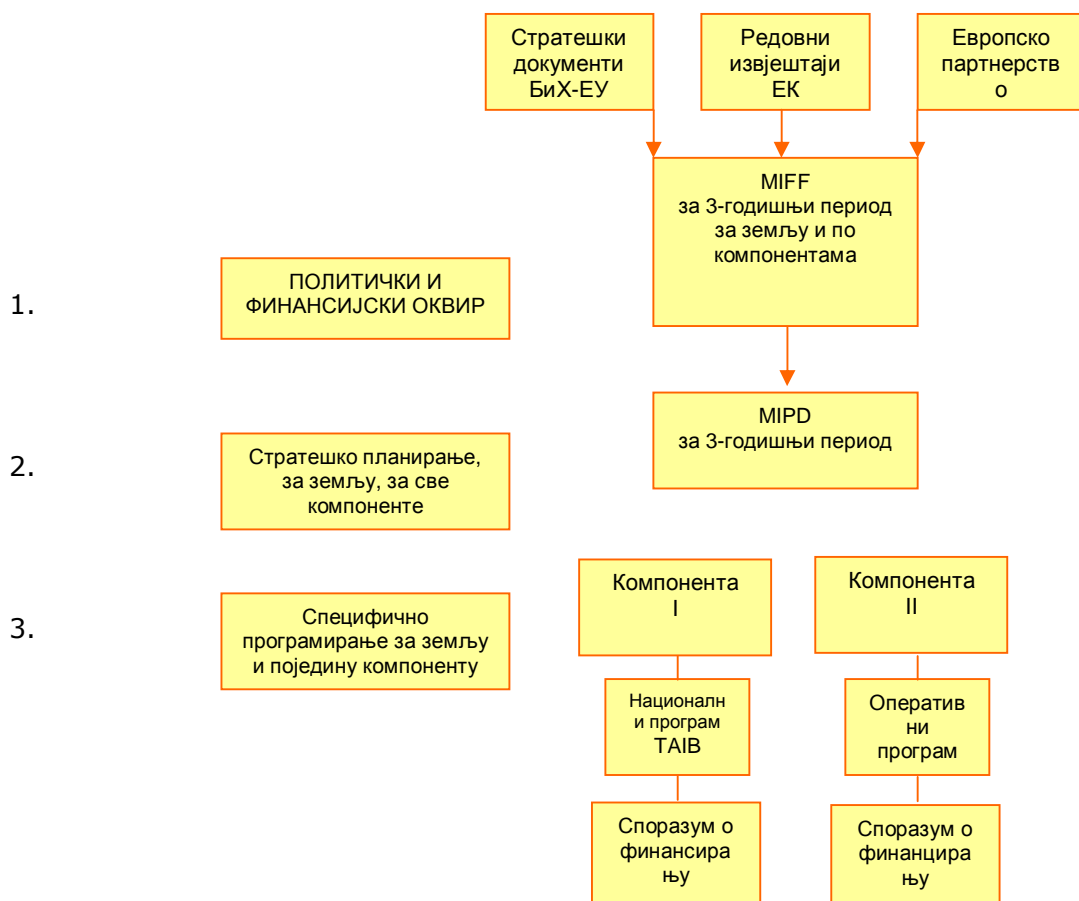 Стратешки
документи
БиХ-ЕУ
Редовни
извјештаји
ЕК
Европско
партнерств
о
MIFF
за 3-годишњи период
за земљу и по
компонентама
1.
ПОЛИТИЧКИ И
ФИНАНСИЈСКИ ОКВИР
MIPD
за 3-годишњи период
2.
Стратешко планирање,
за земљу, за све
компоненте
3.
Специфично
програмирање за земљу
и поједину компоненту
Компонента
I
Компонента
II
Националн
и програм
TAIB
Оператив
ни
програм
Споразум о
финансира
њу
Споразум о
финанцира
њу